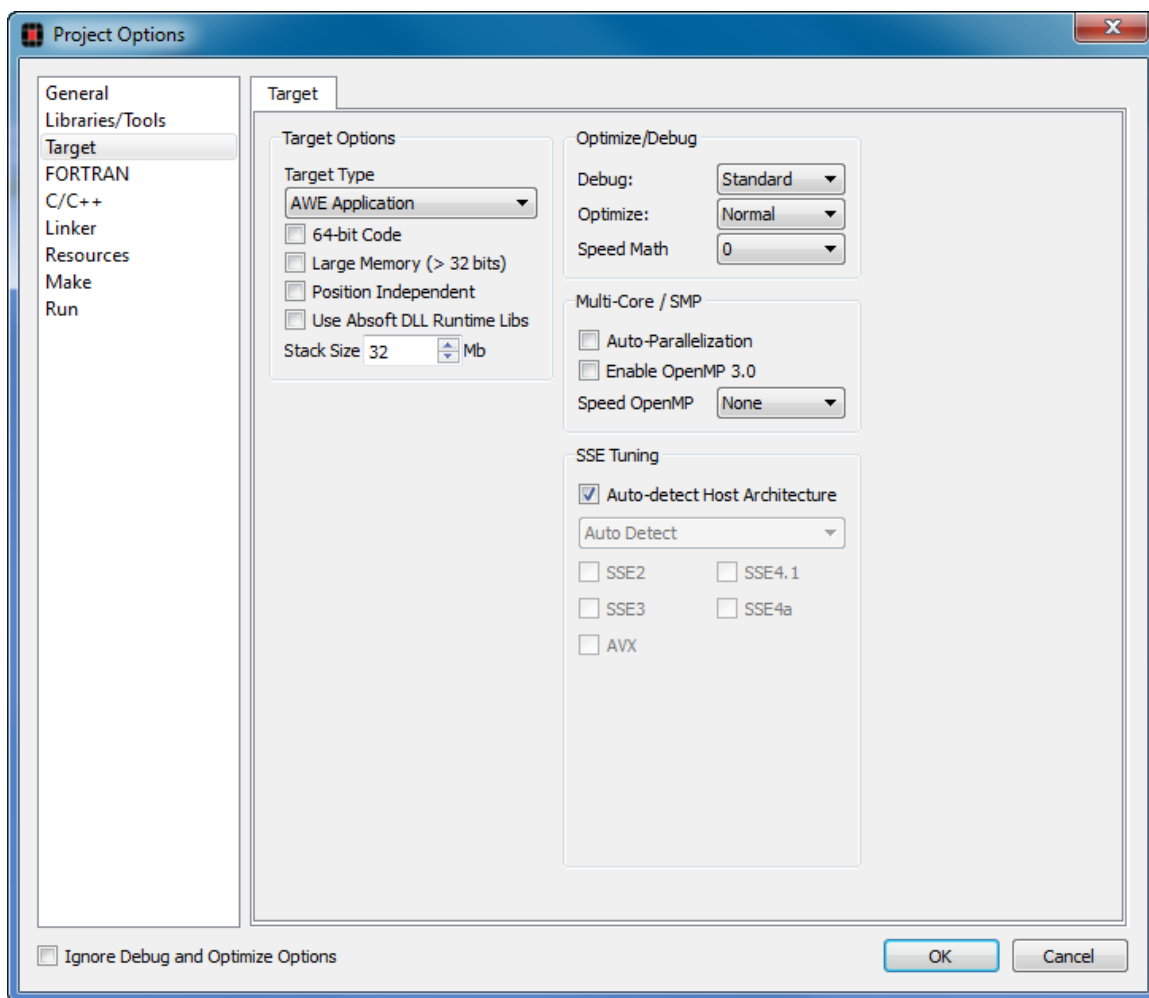 Project Options
General
Libraries/Tools
Target
FORTRAN
C/C++
Linker
Resources
Make
Run
Target
Target Options
Target Type
AWE Application
64-bit Code
Large Memory (> 32 bits)
Position Independent
Use Absoft DLL Runtime Libs
Stack Size 32 Mb
Optimize/Debug
Debug: Standard
Optimize: Normal
Speed Math 0
Multi-Core / SMP
Auto-Parallelization
Enable OpenMP 3.0
Speed OpenMP None
SSE Tuning
Auto-detect Host Architecture
Auto Detect
SSE2 SSE4.1
SSE3 SSE4a
AVX
Ignore Debug and Optimize Options
OK Cancel